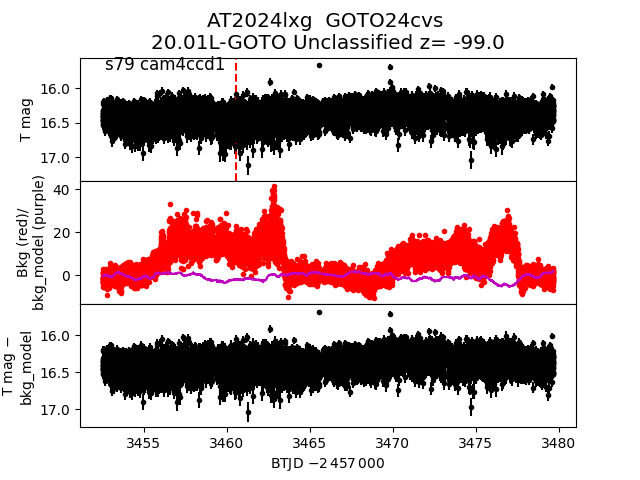 AT2024lxg  GOTO24cvs
20.01L-GOTO Unclassified z= -99.0
s79 cam4ccd1
16.0
16.5
17.0
T mag
40
20
0
Bkg (red)/
bkg_model (purple)
16.0
16.5
17.0
T mag −
bkg_model
3455
3460
3465
3470
3475
3480
BTJD −2 457 000